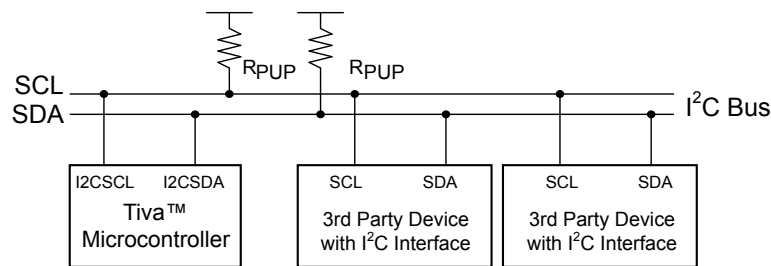 RPUP RPUP
SCL
SDA
I²C Bus
I2CSCL I2CSDA SCL SDA SCL SDA
Tiva™
Microcontroller
3rd Party Device
with I²C Interface
3rd Party Device
with I²C Interface